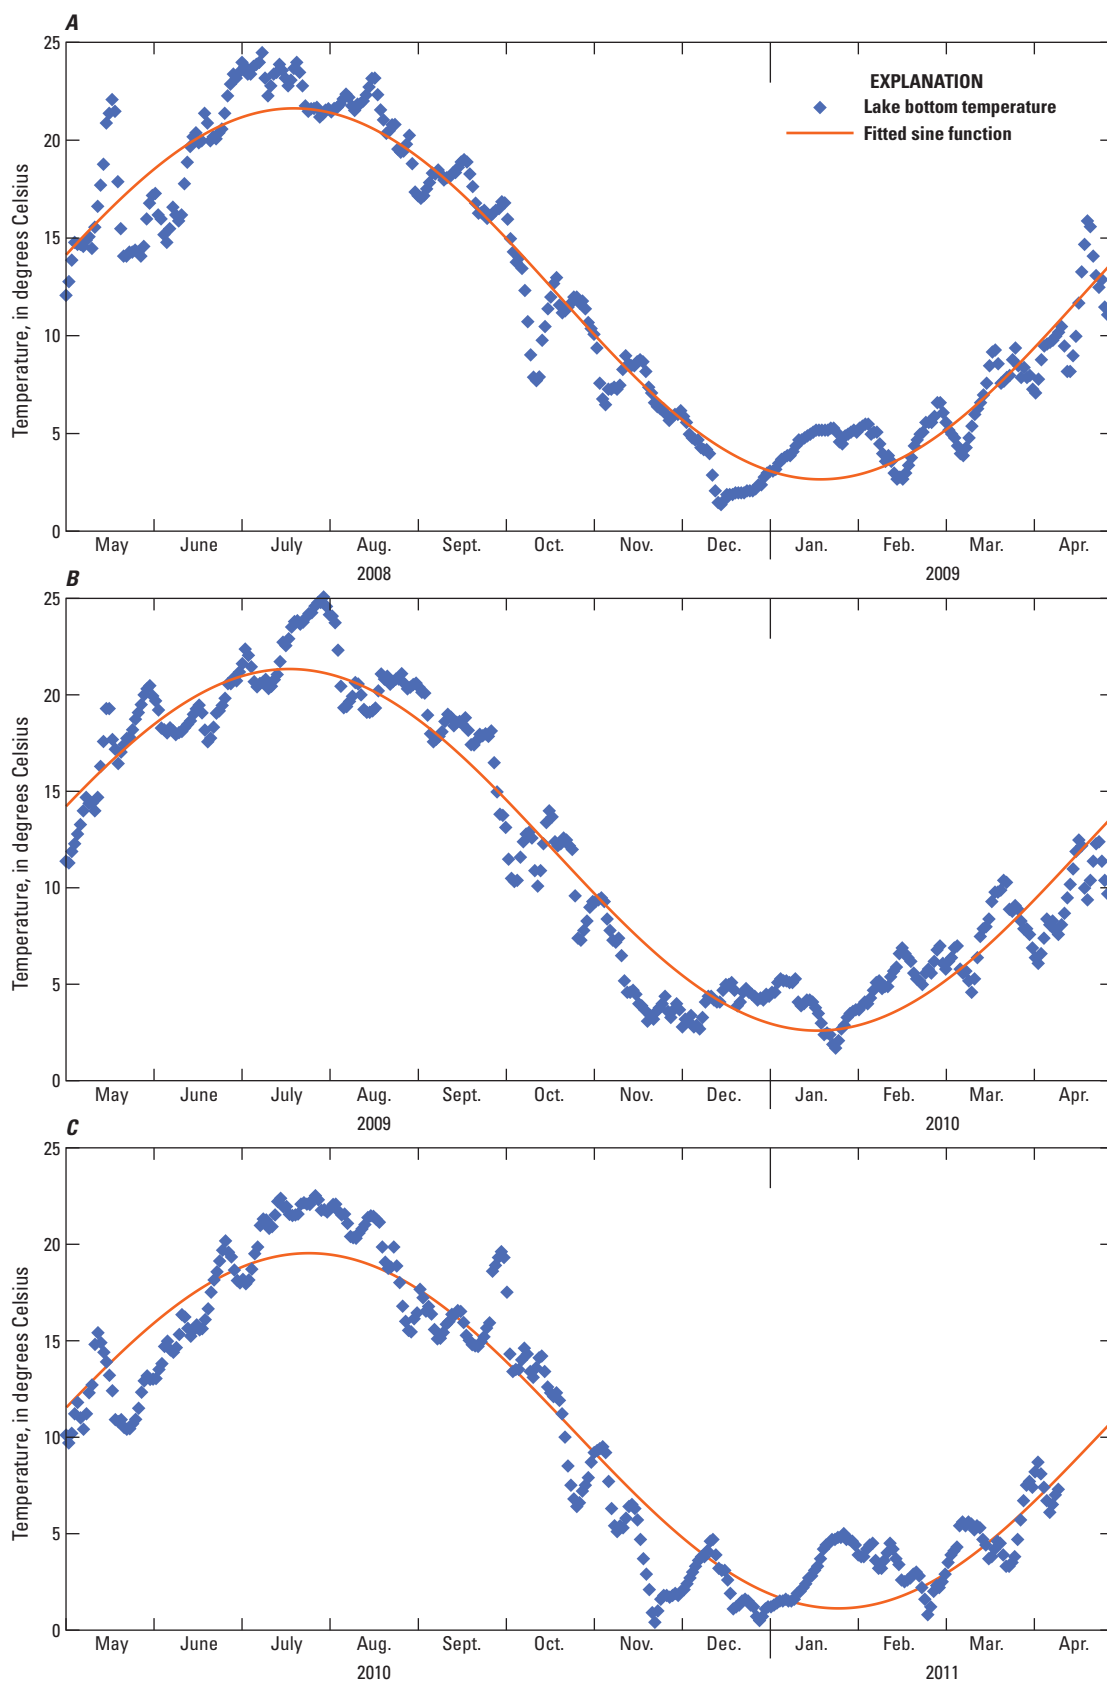 A
25
20
15
10
5
0
Temperature, in degrees Celsius
EXPLANATION
Lake bottom temperature
Fitted sine function
May June July Aug. Sept. Oct. Nov. Dec. Jan. Feb. Mar. Apr.
2008 2009
B
25
20
15
10
5
0
Temperature, in degrees Celsius
May June July Aug. Sept. Oct. Nov. Dec. Jan. Feb. Mar. Apr.
2009 2010
C
25
20
15
10
5
0
Temperature, in degrees Celsius
May June July Aug. Sept. Oct. Nov. Dec. Jan. Feb. Mar. Apr.
2010 2011